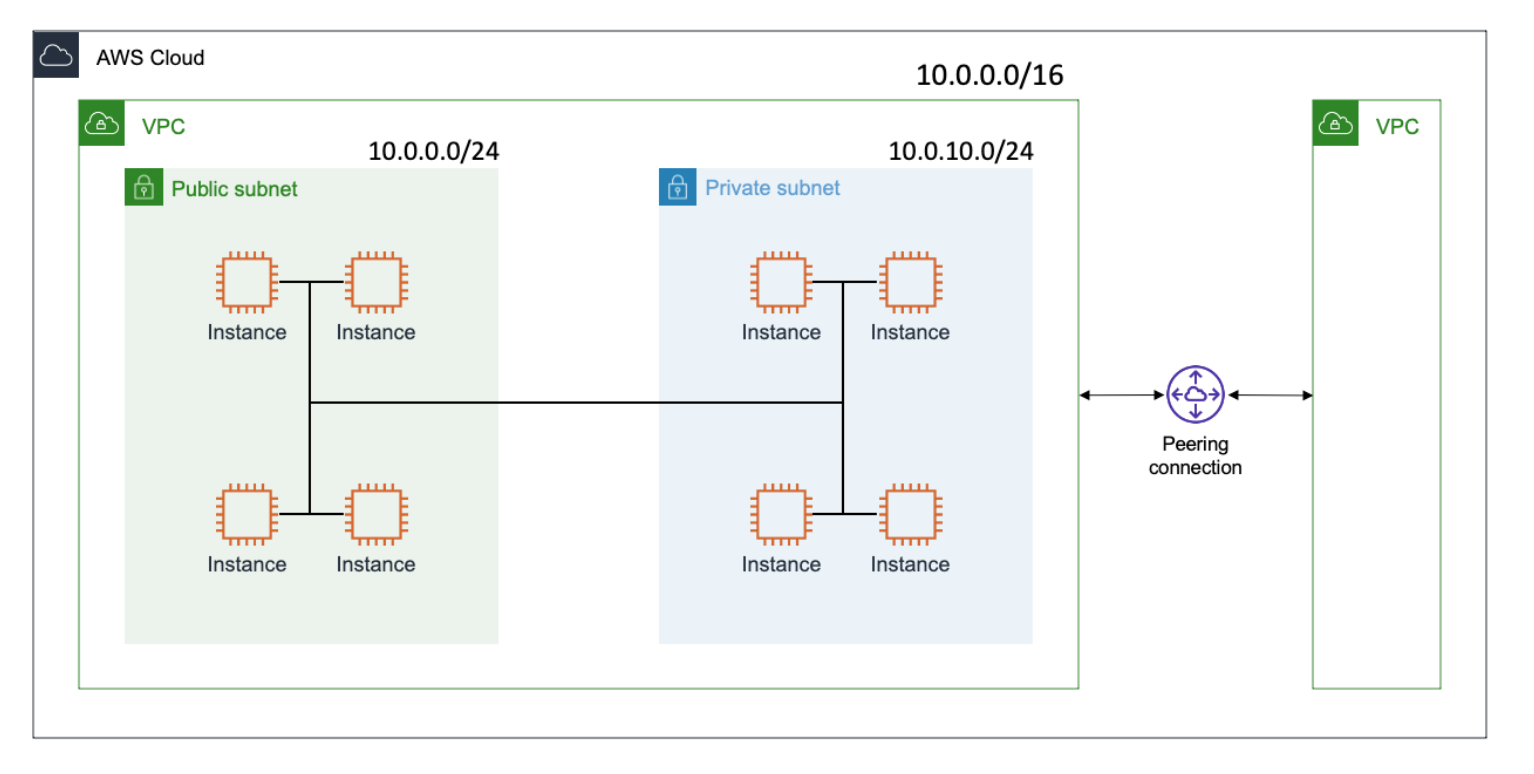 AWS Cloud
10.0.0.0/16
VPC
VPC
10.0.0.0/24
10.0.10.0/24
Public subnet
Private subnet
Instance
Instance
Instance
Instance
Peering
connection
Instance
Instance
Instance
Instance